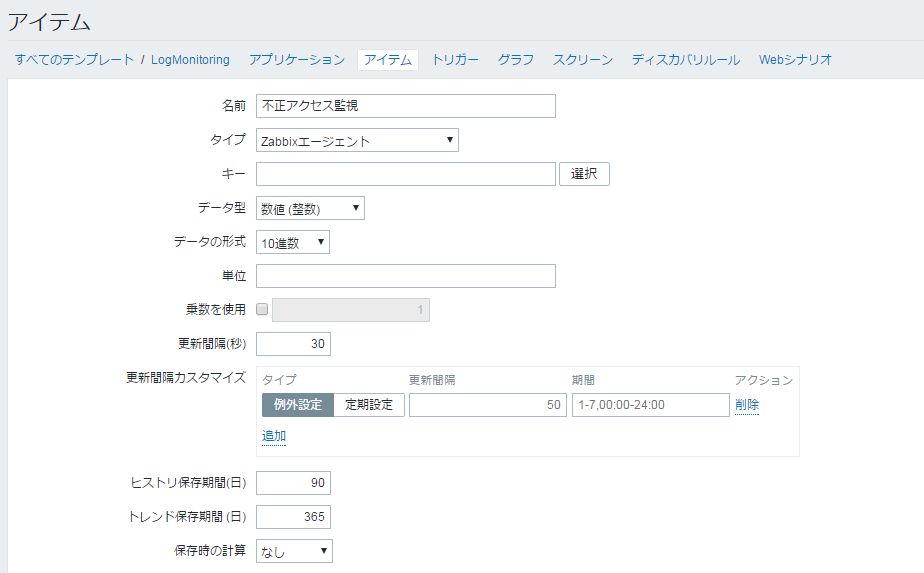 アイテム
すべてのテンプレート / LogMonitoring アプリケーション アイテム トリガー グラフ スクリーン ディスカバリルール Webシナリオ
名前 不正アクセス監視
タイプ Zabbixエージェント
キー 選択
データ型 数値 (整数)
データの形式 10進数
単位
乗数を使用 1
更新間隔(秒) 30
更新間隔カスタマイズ タイプ 更新間隔 期間 アクション
例外設定 定期設定 50 1-7,00:00-24:00 削除
追加
ヒストリ保存期間(日) 90
トレンド保存期間 (日) 365
保存時の計算 なし